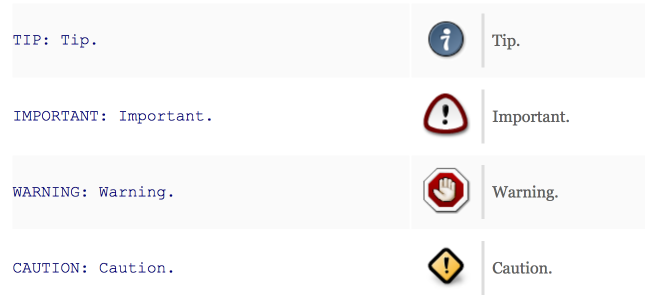 TIP: Tip. Tip.
IMPORTANT: Important. Important.
WARNING: Warning. Warning.
CAUTION: Caution. Caution.